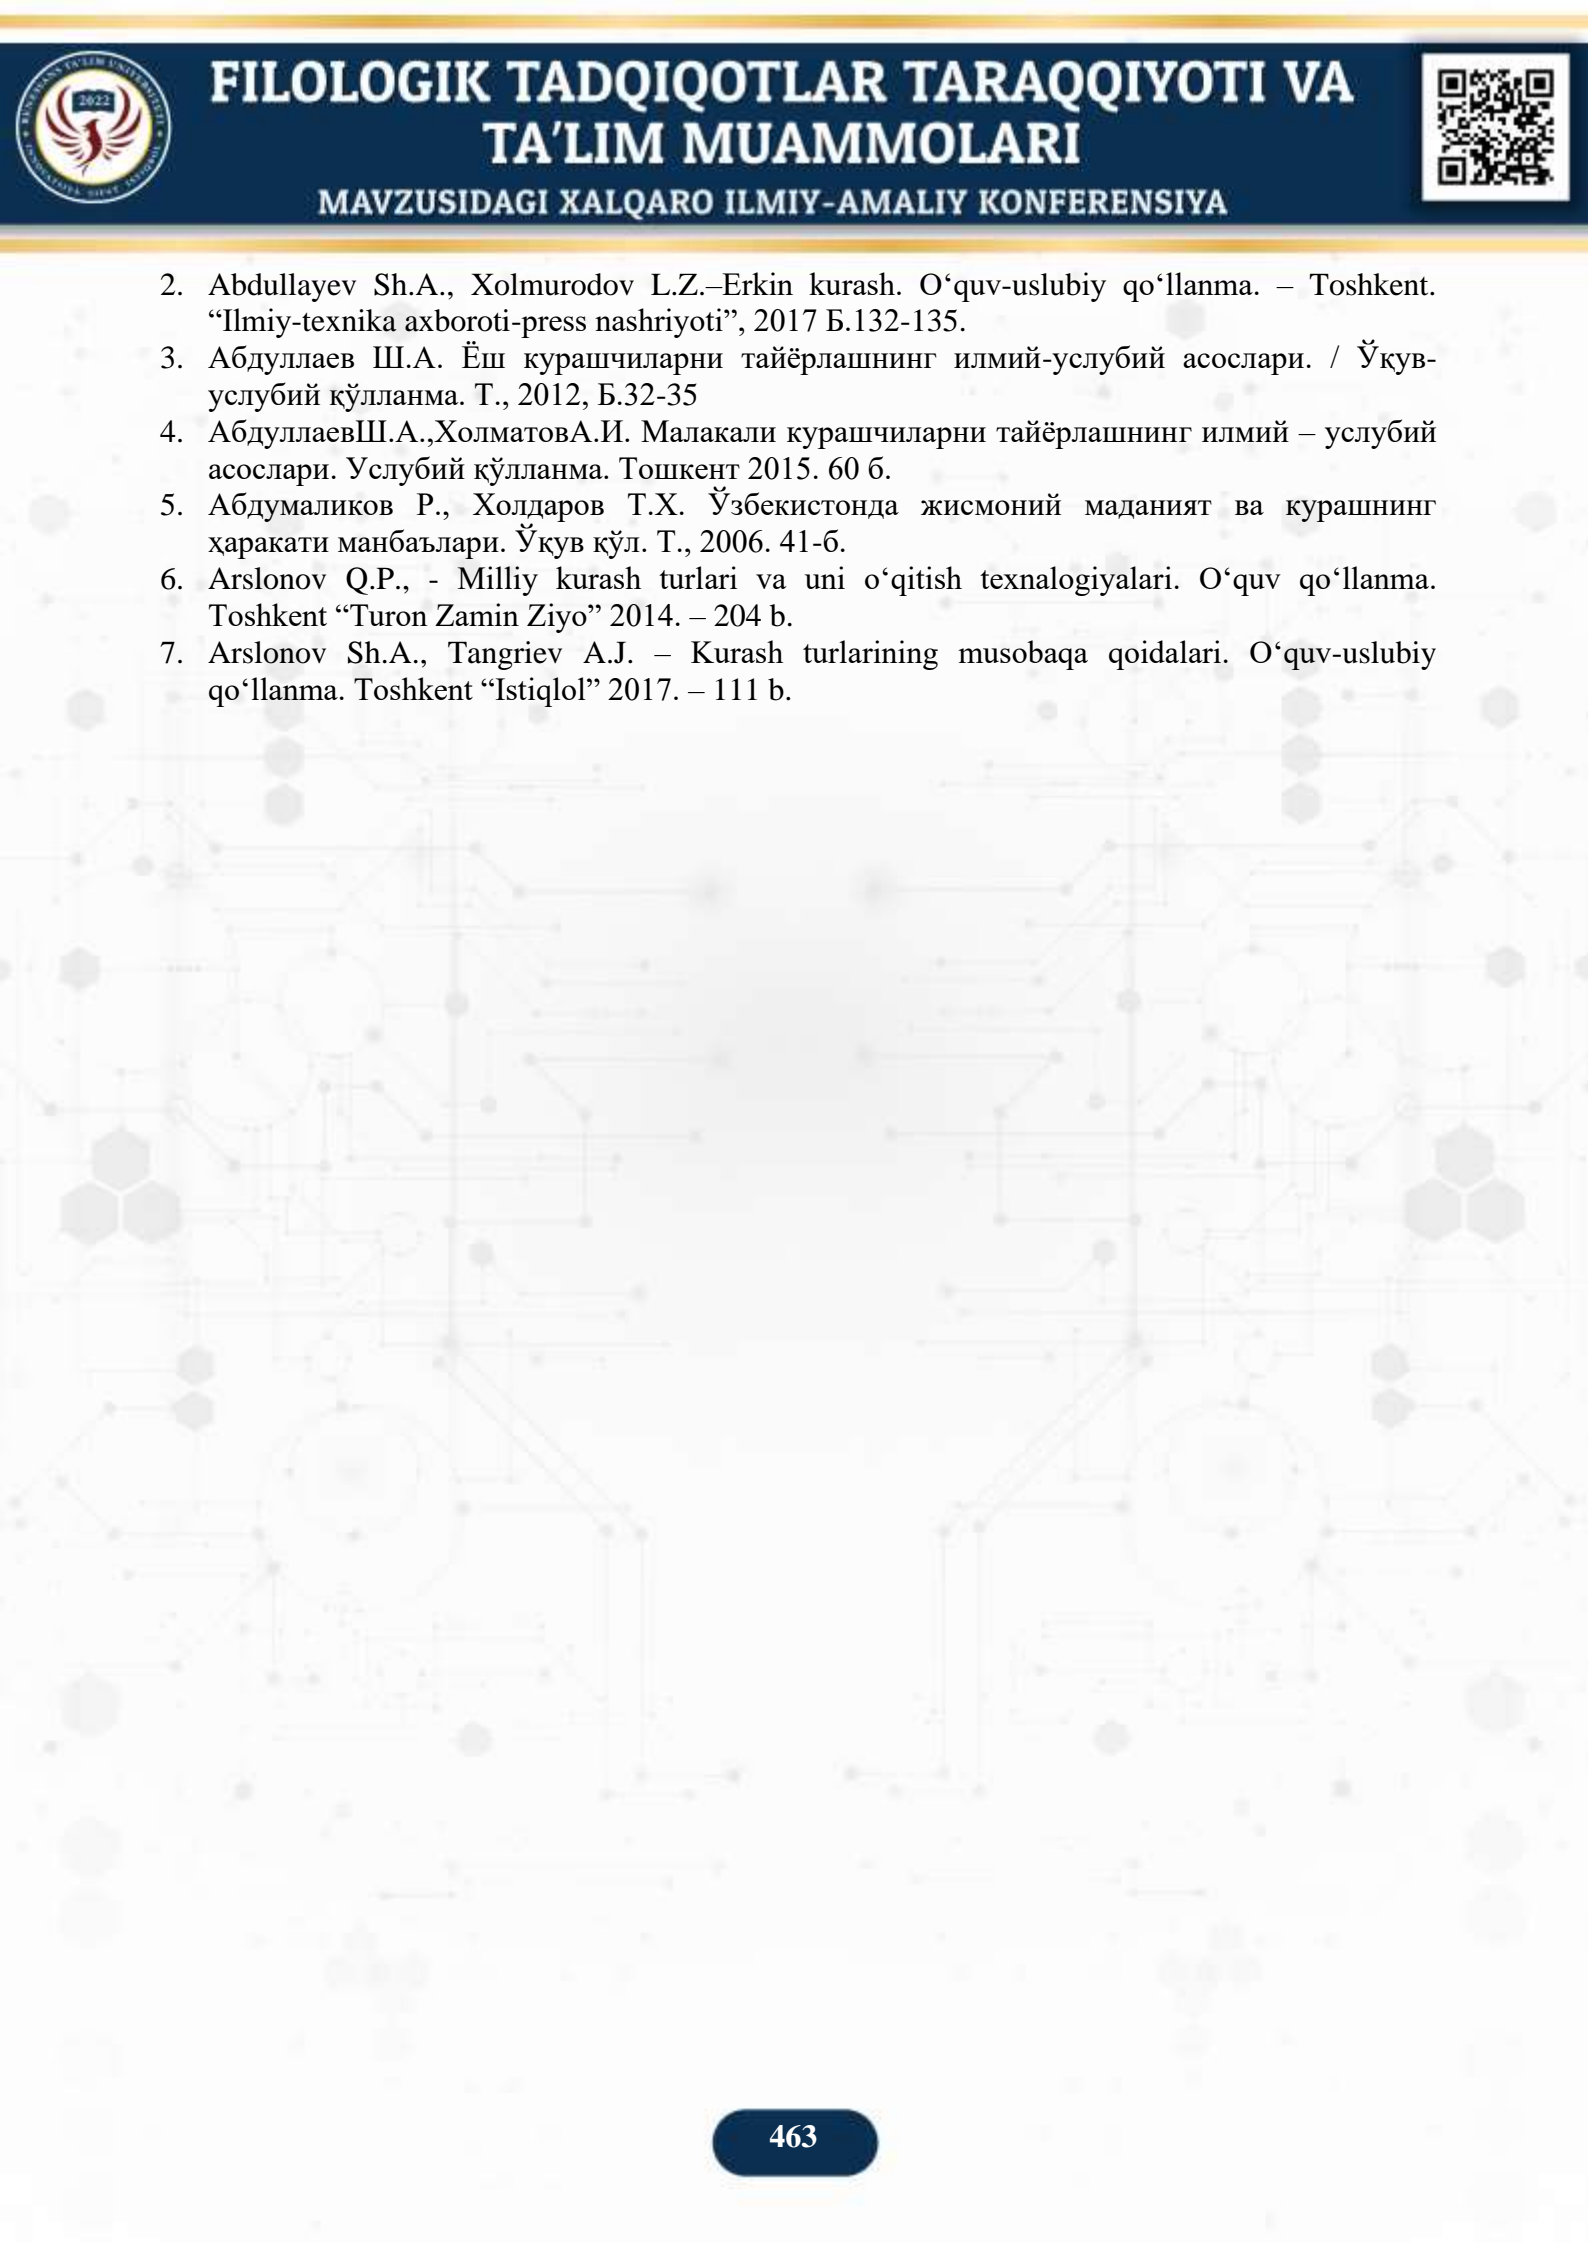 FILOLOGIK TADQIQOTLAR TARAQQIYOTI VA
TA’LIM MUAMMOLARI
MAVZUSIDAGI XALQARO ILMIY-AMALIY KONFERENSIYA
2022
2. Abdullayev Sh.A., Xolmurodov L.Z.–Erkin kurash. O‘quv-uslubiy qo‘llanma. – Toshkent.
“Ilmiy-texnika axboroti-press nashriyoti”, 2017 Б.132-135.
3. Абдуллаев Ш.А. Ёш курашчиларни тайёрлашнинг илмий-услубий асослари. / Ўқув-
услубий қўлланма. Т., 2012, Б.32-35
4. АбдуллаевШ.А.,ХолматовА.И. Малакали курашчиларни тайёрлашнинг илмий – услубий
асослари. Услубий қўлланма. Тошкент 2015. 60 б.
5. Абдумаликов Р., Холдаров Т.Х. Ўзбекистонда жисмоний маданият ва курашнинг
ҳаракати манбаълари. Ўқув қўл. Т., 2006. 41-б.
6. Arslonov Q.P., - Milliy kurash turlari va uni o‘qitish texnalogiyalari. O‘quv qo‘llanma.
Toshkent “Turon Zamin Ziyo” 2014. – 204 b.
7. Arslonov Sh.A., Tangriev A.J. – Kurash turlarining musobaqa qoidalari. O‘quv-uslubiy
qo‘llanma. Toshkent “Istiqlol” 2017. – 111 b.
463